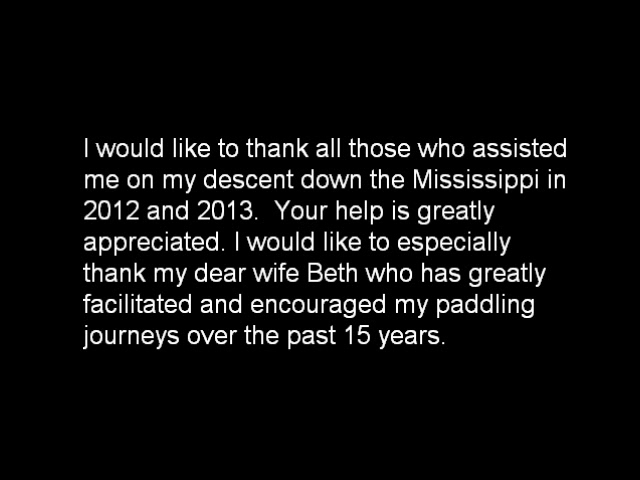 I would like to thank all those who assisted
me on my descent down the Mississippi in
2012 and 2013.  Your help is greatly
appreciated. I would like to especially
thank my dear wife Beth who has greatly
facilitated and encouraged my paddling
journeys over the past 15 years.